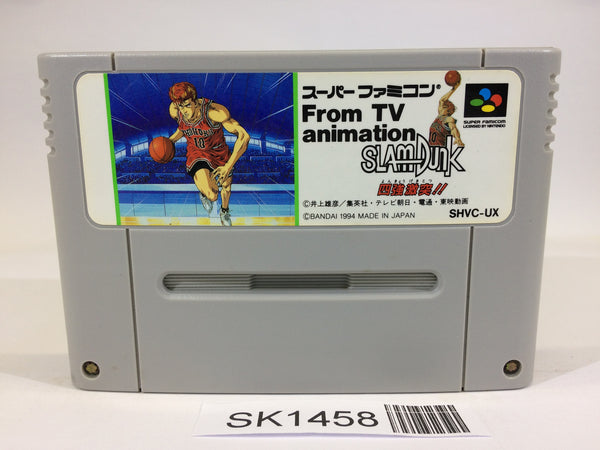 スーパーファミコン®
From TV
animation
SLAM DUNK
四強激突!!
SUPER FAMICOM
LICENSED BY NINTENDO
©井上雄彦/集英社・テレビ朝日・電通・東映動画
©BANDAI 1994 MADE IN JAPAN
SHVC-UX
10
SK1458